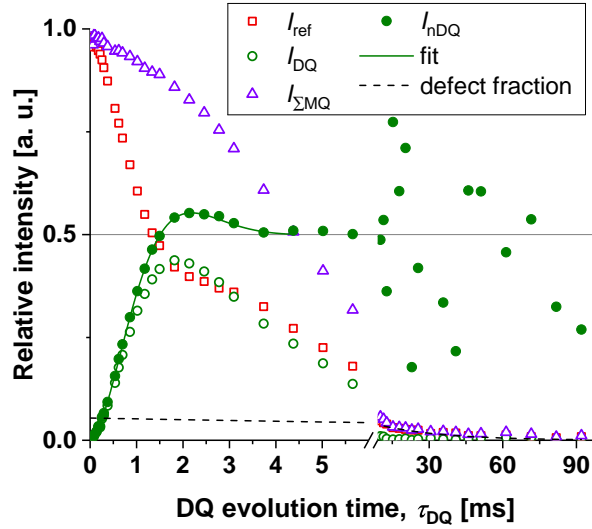 1.0
0.5
0.0
Relative intensity [a. u.]
I_ref
I_DQ
I_ΣMQ
I_nDQ
fit
defect fraction
0 1 2 3 4 5 30 60 90
DQ evolution time, τ_DQ [ms]